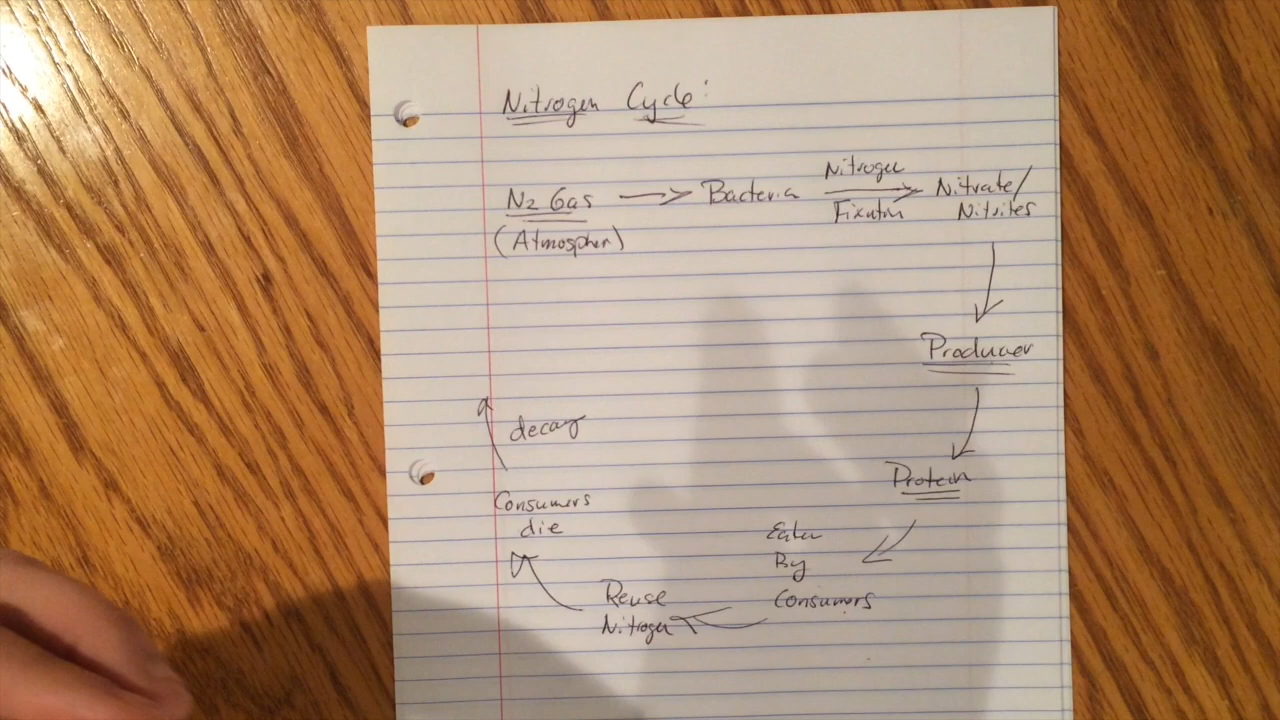 Nitrogen Cycle:
N2 Gas → Bacteria → Nitrate/
Nitrogen
Fixation
Nitrites
(Atmospher)
Producer
Protein
Eaten
By
Consumers
Reuse
Nitrogen
Consumers
die
decay